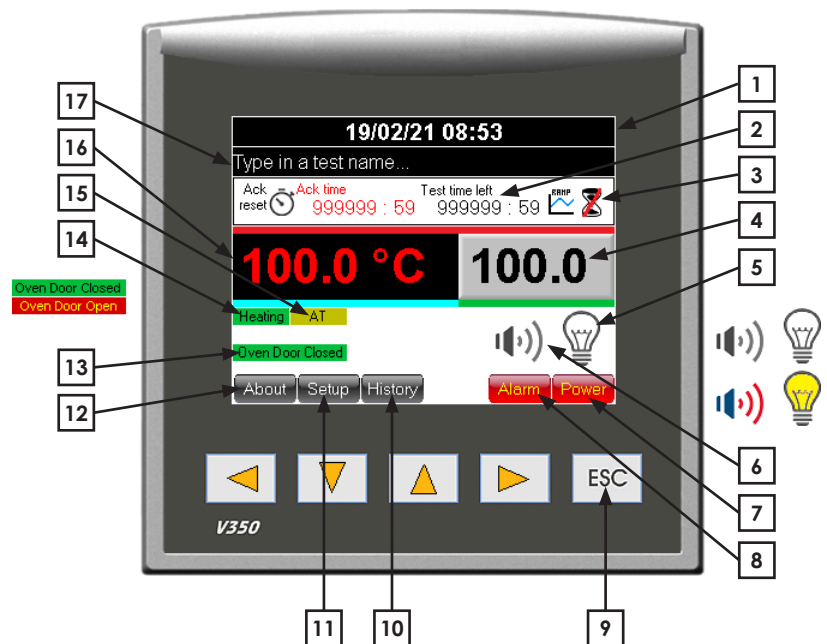 1
19/02/21 08:53
17
2
Type in a test name...
16
3
Ack reset
Ack time
Test time left
RAMP
999999 : 59
999999 : 59
15
4
14
100.0 °C
100.0
5
Oven Door Closed
Oven Door Open
Heating
AT
13
Oven Door Closed
12
About
Setup
History
Alarm
Power
6
ESC
7
V350
8
11
10
9